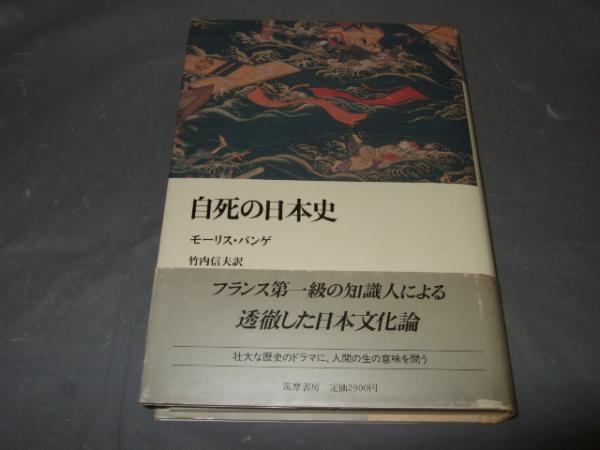 自死の日本史
モーリス・パンゲ
竹内信夫訳
フランス第一級の知識人による
透徹した日本文化論
壮大な歴史のドラマに、人間の生の意味を問う
筑摩書房 定価2900円